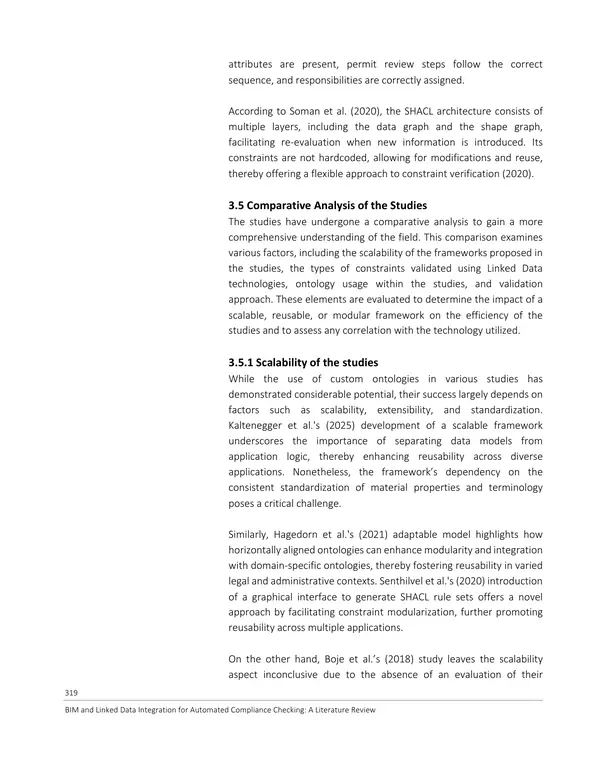 attributes are present, permit review steps follow the correct
sequence, and responsibilities are correctly assigned.
According to Soman et al. (2020), the SHACL architecture consists of
multiple layers, including the data graph and the shape graph,
facilitating re-evaluation when new information is introduced. Its
constraints are not hardcoded, allowing for modifications and reuse,
thereby offering a flexible approach to constraint verification (2020).
3.5 Comparative Analysis of the Studies
The studies have undergone a comparative analysis to gain a more
comprehensive understanding of the field. This comparison examines
various factors, including the scalability of the frameworks proposed in
the studies, the types of constraints validated using Linked Data
technologies, ontology usage within the studies, and validation
approach. These elements are evaluated to determine the impact of a
scalable, reusable, or modular framework on the efficiency of the
studies and to assess any correlation with the technology utilized.
3.5.1 Scalability of the studies
While the use of custom ontologies in various studies has
demonstrated considerable potential, their success largely depends on
factors such as scalability, extensibility, and standardization.
Kaltenegger et al.'s (2025) development of a scalable framework
underscores the importance of separating data models from
application logic, thereby enhancing reusability across diverse
applications. Nonetheless, the framework’s dependency on the
consistent standardization of material properties and terminology
poses a critical challenge.
Similarly, Hagedorn et al.'s (2021) adaptable model highlights how
horizontally aligned ontologies can enhance modularity and integration
with domain-specific ontologies, thereby fostering reusability in varied
legal and administrative contexts. Senthilvel et al.'s (2020) introduction
of a graphical interface to generate SHACL rule sets offers a novel
approach by facilitating constraint modularization, further promoting
reusability across multiple applications.
On the other hand, Boje et al.’s (2018) study leaves the scalability
aspect inconclusive due to the absence of an evaluation of their
319
BIM and Linked Data Integration for Automated Compliance Checking: A Literature Review